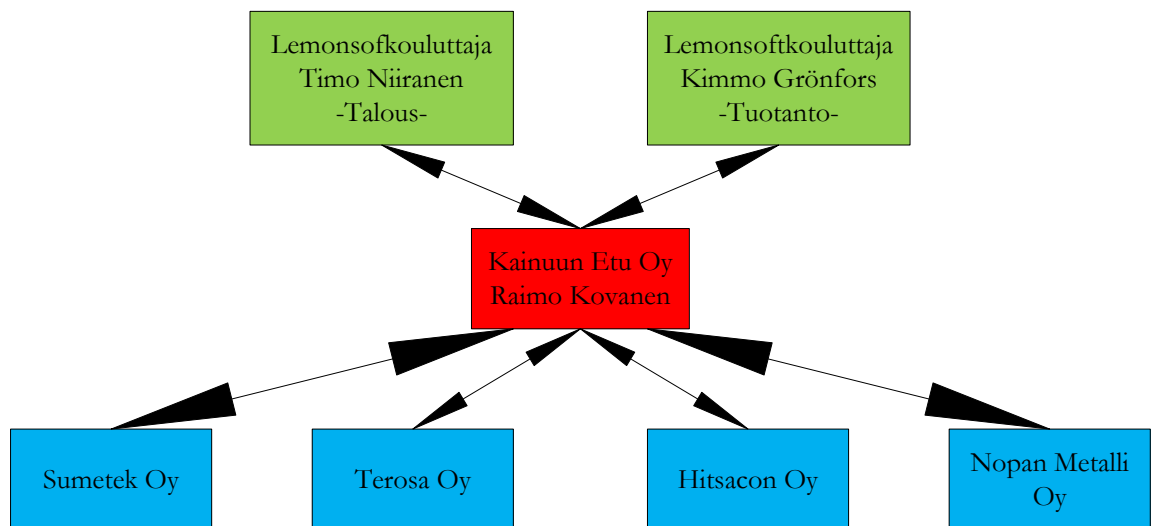 Lemonsofkouluttaja
Timo Niiranen
-Talous-
Lemonsoftkouluttaja
Kimmo Grönfors
-Tuotanto-
Kainuun Etu Oy
Raimo Kovanen
Sumetek Oy
Terosa Oy
Hitsacon Oy
Nopan Metalli
Oy